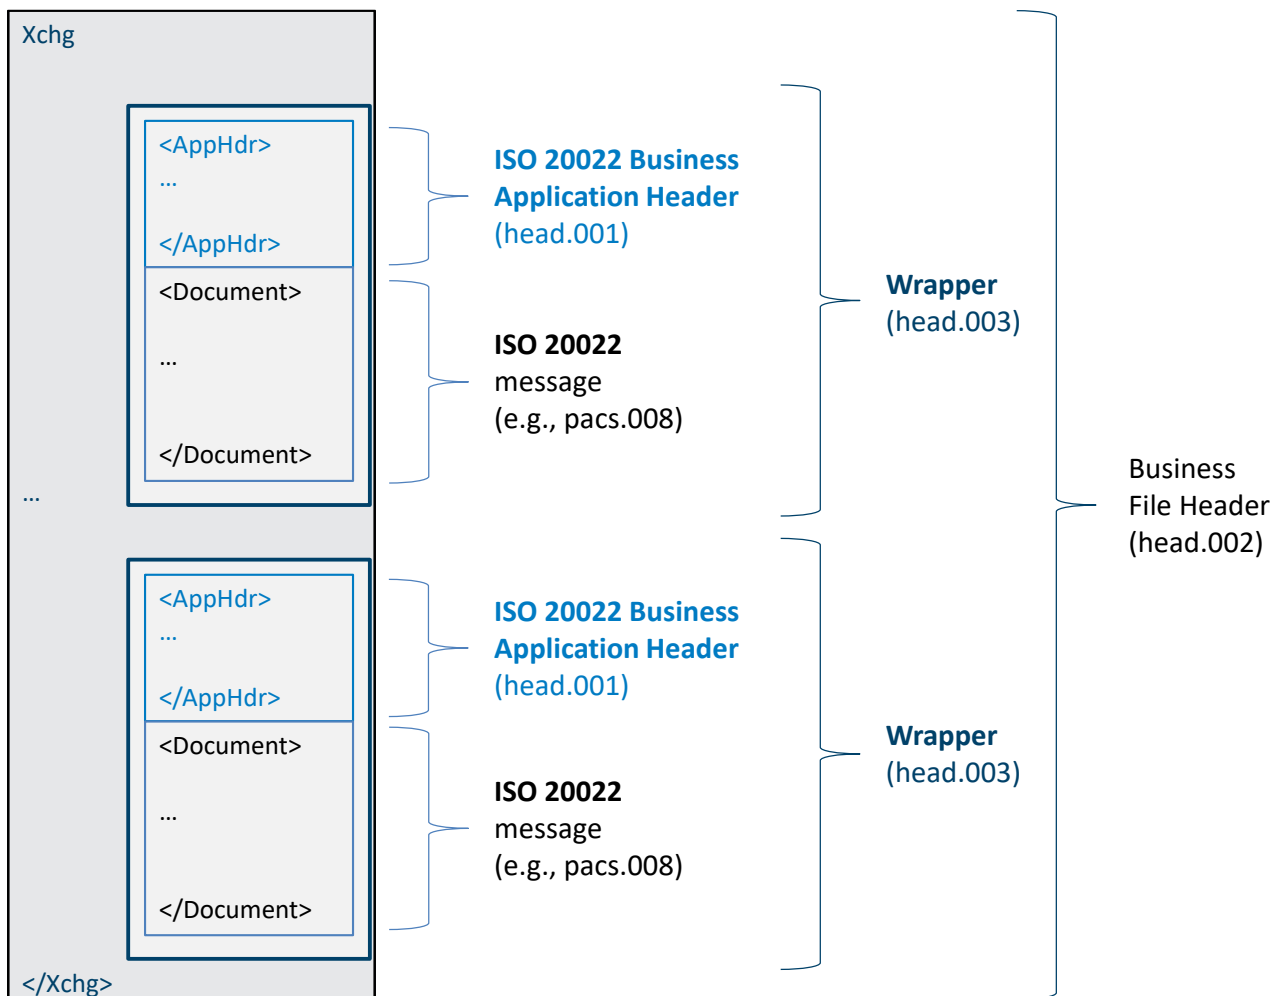 Xchg
<AppHdr>
...
</AppHdr>
<Document>
...
</Document>
ISO 20022 Business
Application Header
(head.001)
ISO 20022
message
(e.g., pacs.008)
Wrapper
(head.003)
...
<AppHdr>
...
</AppHdr>
<Document>
...
</Document>
ISO 20022 Business
Application Header
(head.001)
ISO 20022
message
(e.g., pacs.008)
Wrapper
(head.003)
Business
File Header
(head.002)
</Xchg>